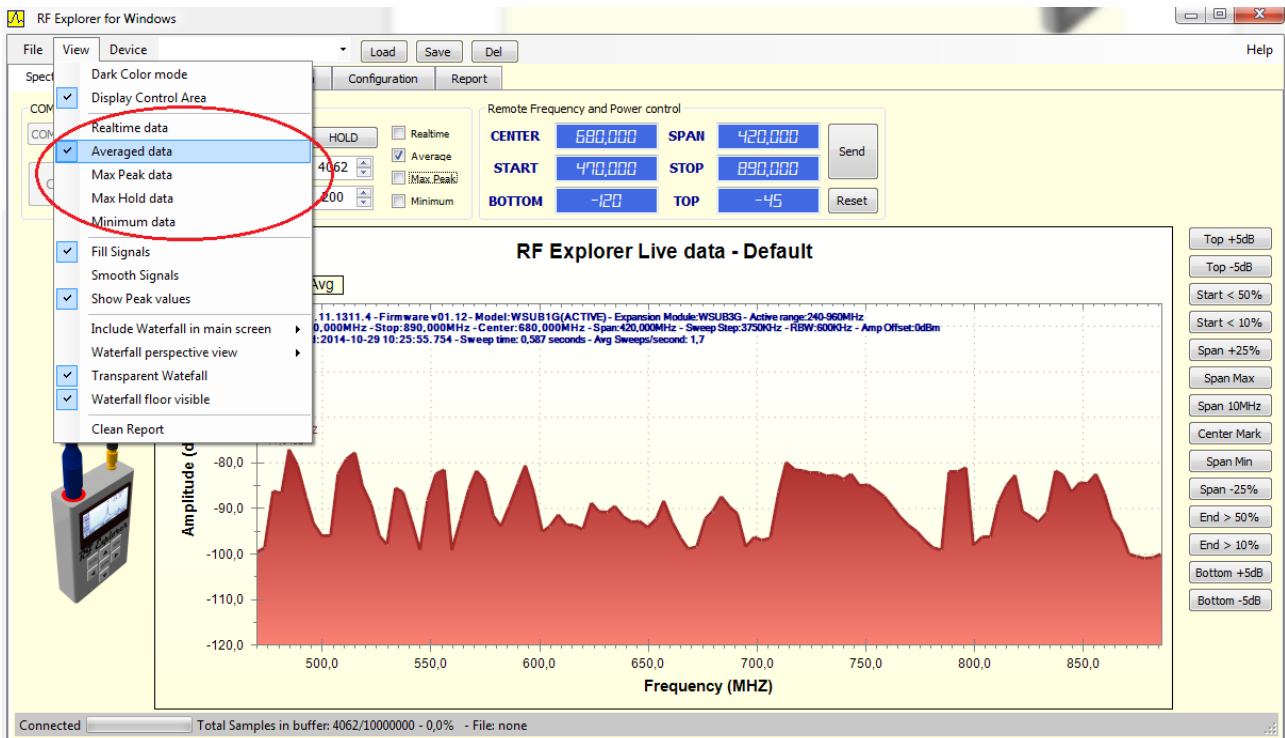 RF Explorer for Windows
File View Device Load Save Del Help
Spect Configuration Report
Dark Color mode
Display Control Area
Realtime data
Averaged data
Max Peak data
Max Hold data
Minimum data
Fill Signals
Smooth Signals
Show Peak values
Include Waterfall in main screen
Waterfall perspective view
Transparent Watefall
Waterfall floor visible
Clean Report
COM
COM
HOLD
4062
200
Realtime
Average
Max Peak
Minimum
Remote Frequency and Power control
CENTER 680,000 SPAN 420,000
START 470,000 STOP 890,000
BOTTOM -120 TOP -45
Send
Reset
RF Explorer Live data - Default
Avg
.11.1311.4 - Firmware v01.12 - Model:WSUB1G(ACTIVE) - Expansion Module:WSUB3G - Active range:240-960MHz
0,000MHz - Stop:890,000MHz - Center:680,000MHz - Span:420,000MHz - Sweep Step:3750KHz - RBW:600KHz - Amp Offset:0dBm
:2014-10-29 10:25:55.754 - Sweep time: 0,587 seconds - Avg Sweeps/second: 1,7
Amplitude (d
-80,0
-90,0
-100,0
-110,0
-120,0
500,0 550,0 600,0 650,0 700,0 750,0 800,0 850,0
Frequency (MHZ)
Top +5dB
Top -5dB
Start < 50%
Start < 10%
Span +25%
Span Max
Span 10MHz
Center Mark
Span Min
Span -25%
End > 50%
End > 10%
Bottom +5dB
Bottom -5dB
RF Explorer
Connected Total Samples in buffer: 4062/10000000 - 0,0% - File: none